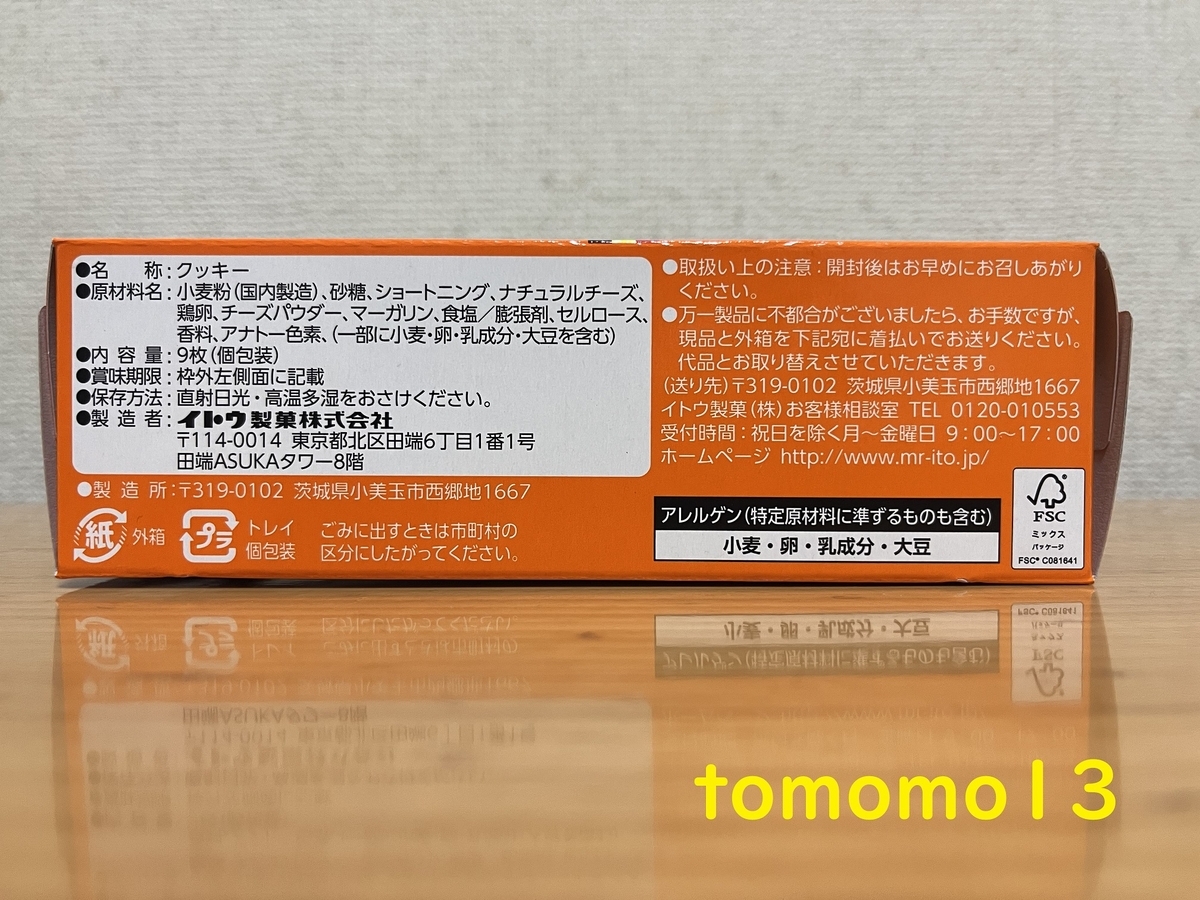 ●名　　称：クッキー
●原材料名：小麦粉(国内製造)、砂糖、ショートニング、ナチュラルチーズ、
鶏卵、チーズパウダー、マーガリン、食塩／膨張剤、セルロース、
香料、アナトー色素、(一部に小麦・卵・乳成分・大豆を含む)
●内 容 量：9枚(個包装)
●賞味期限：枠外左側面に記載
●保存方法：直射日光・高温多湿をおさけください。
●製 造 者：イトウ製菓株式会社
〒114-0014 東京都北区田端6丁目1番1号
田端ASUKAタワー8階
●製 造 所：〒319-0102 茨城県小美玉市西郷地1667
紙 外箱
プラ トレイ
個包装
ごみに出すときは市町村の
区分にしたがってください。
●取扱い上の注意：開封後はお早めにお召しあがり
ください。
●万一製品に不都合がございましたら、お手数ですが、
現品と外箱を下記宛に着払いでお送りください。
代品とお取り替えさせていただきます。
(送り先)〒319-0102 茨城県小美玉市西郷地1667
イトウ製菓(株)お客様相談室 TEL 0120-010553
受付時間：祝日を除く月～金曜日 9：00～17：00
ホームページ http://www.mr-ito.jp/
アレルゲン(特定原材料に準ずるものも含む)
小麦・卵・乳成分・大豆
FSC
ミックス
パッケージ
FSC® C081641
tomomo13